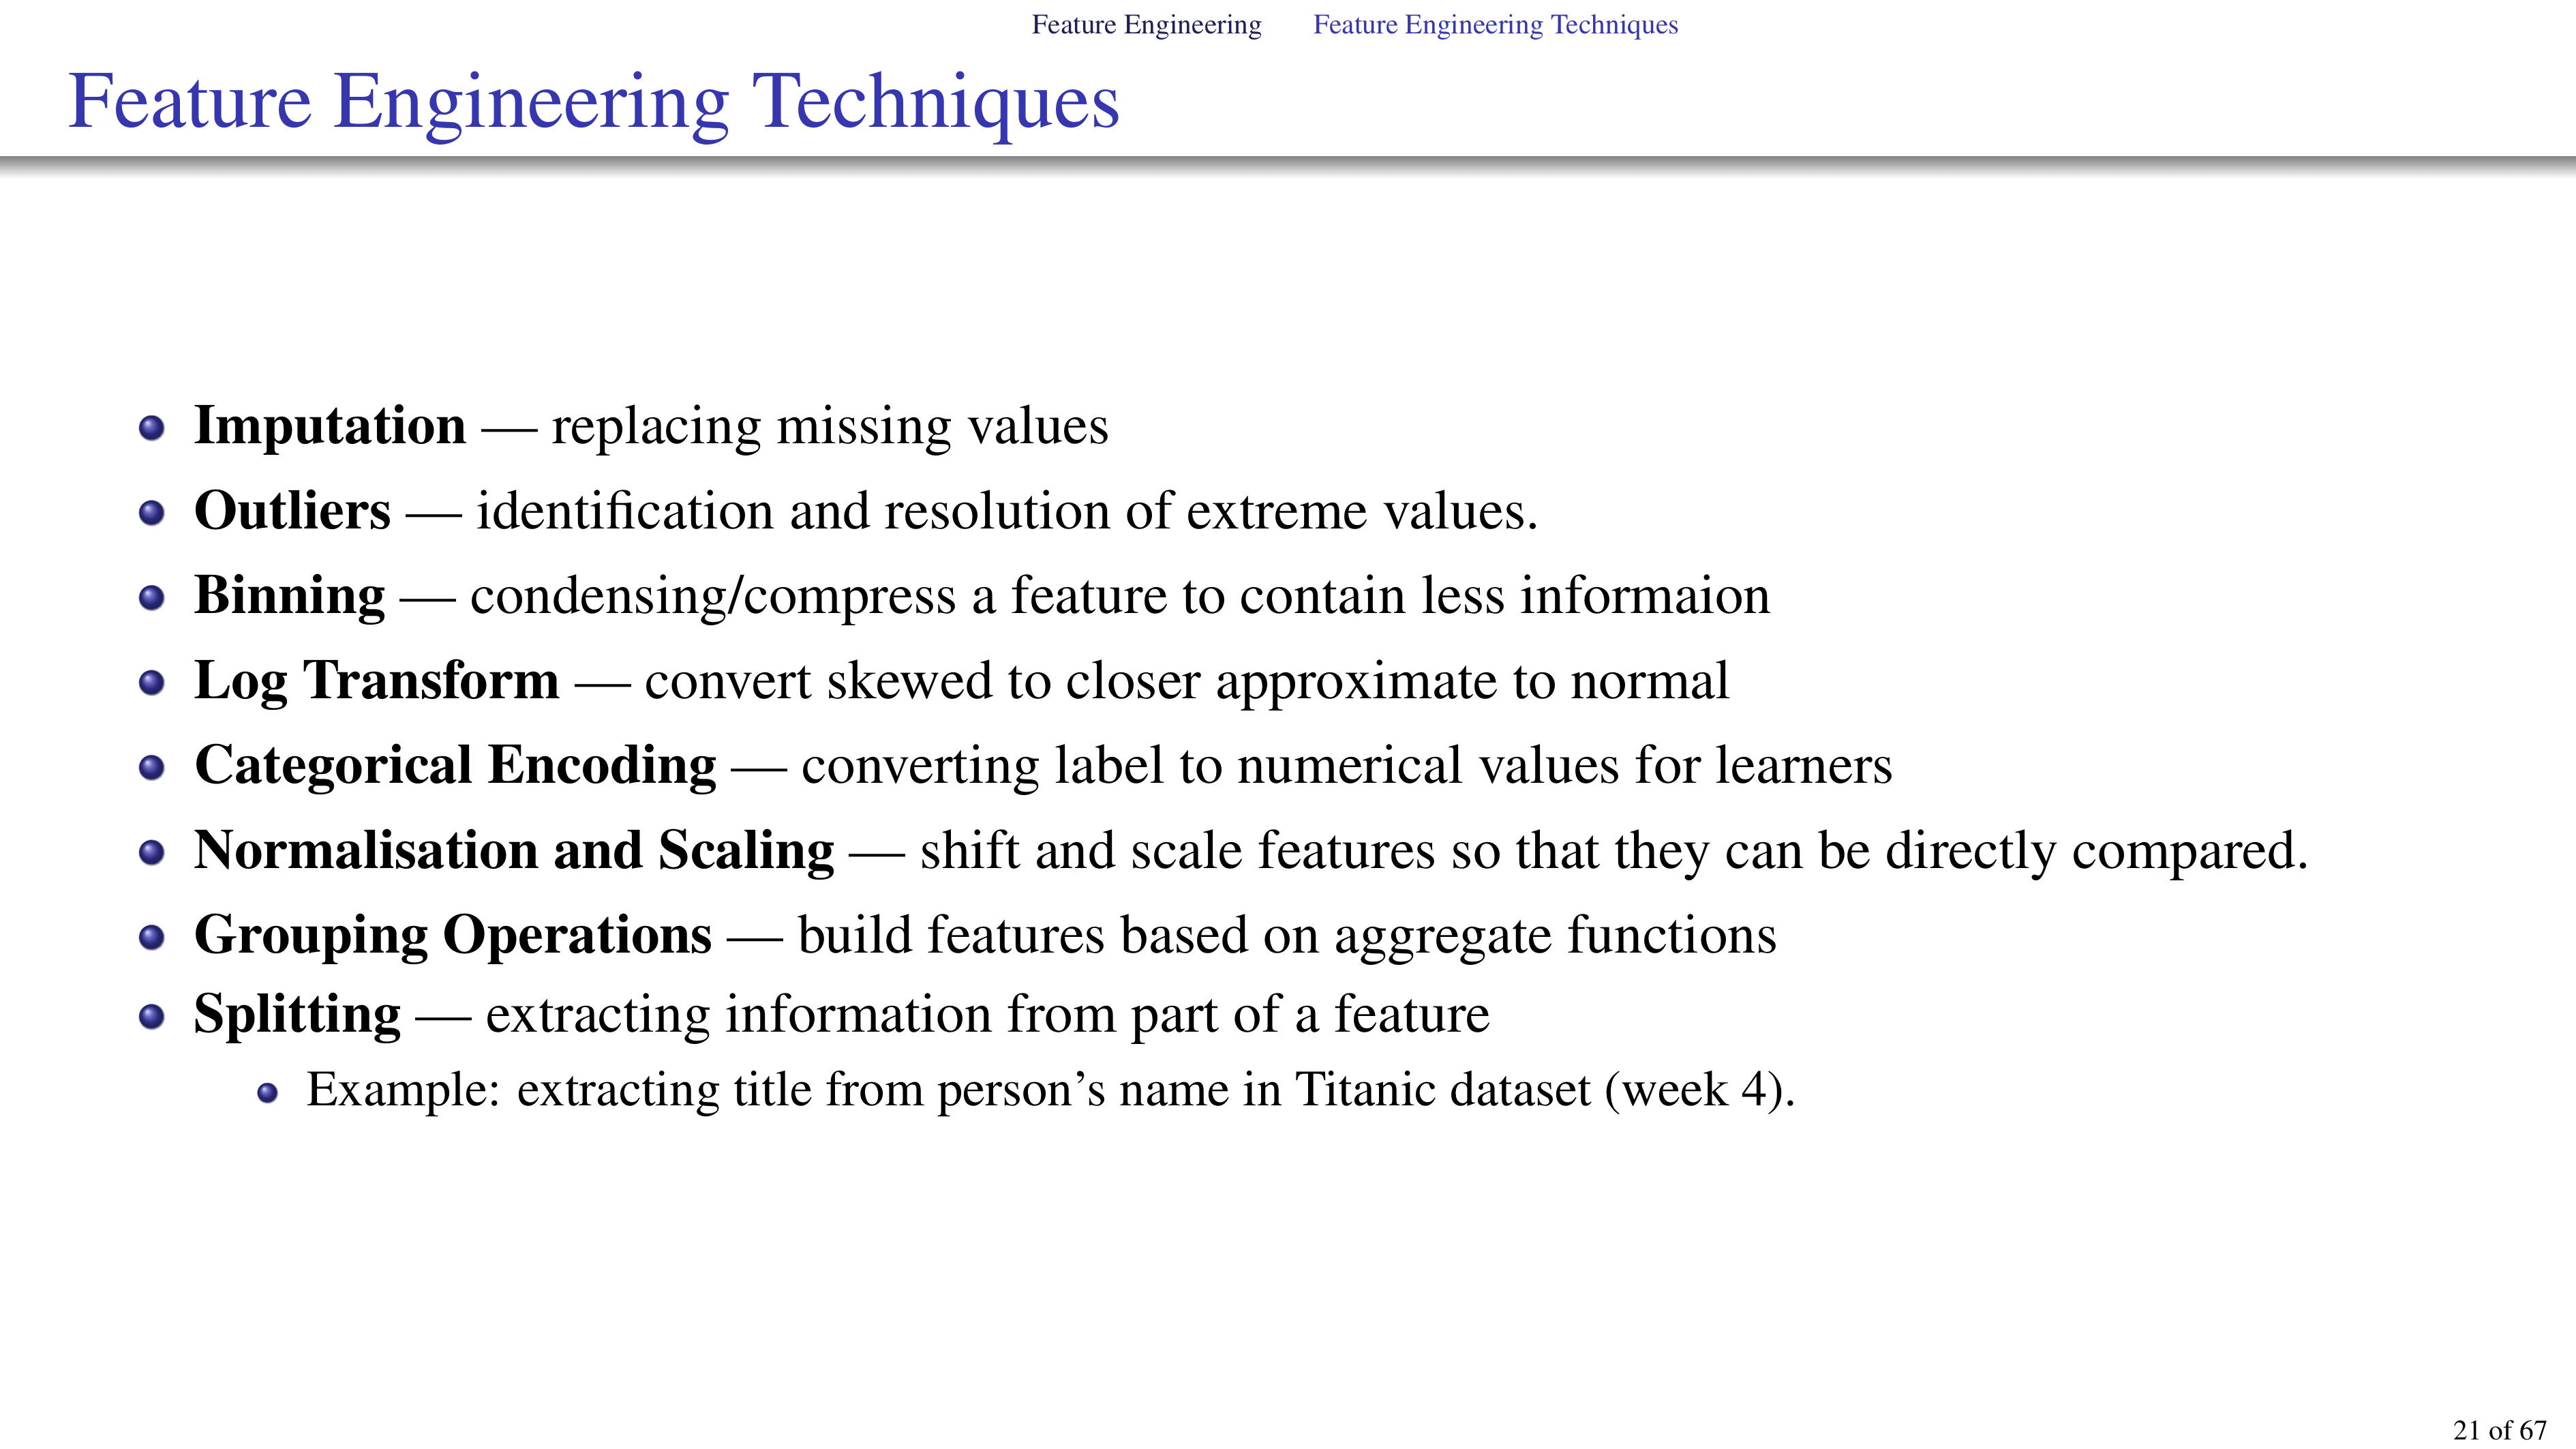 Feature Engineering Feature Engineering Techniques
Feature Engineering Techniques
Imputation — replacing missing values
Outliers — identification and resolution of extreme values.
Binning — condensing/compress a feature to contain less informaion
Log Transform — convert skewed to closer approximate to normal
Categorical Encoding — converting label to numerical values for learners
Normalisation and Scaling — shift and scale features so that they can be directly compared.
Grouping Operations — build features based on aggregate functions
Splitting — extracting information from part of a feature
Example: extracting title from person’s name in Titanic dataset (week 4).
21 of 67